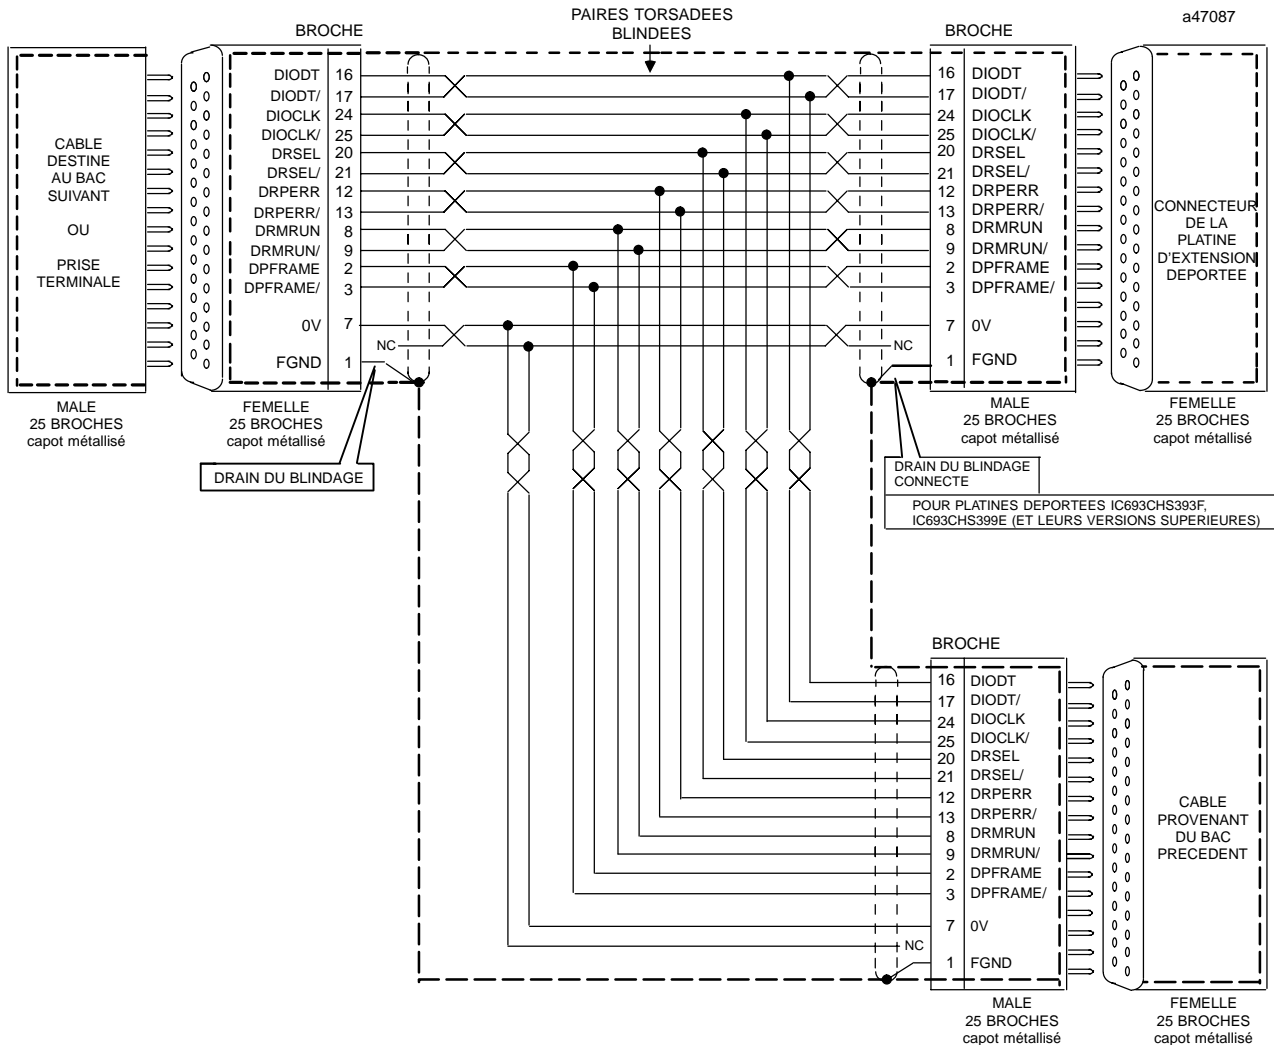 PAIRES TORSADEES
BLINDEES
a47087
BROCHE
BROCHE
CABLE
DESTINE
AU BAC
SUIVANT
OU
PRISE
TERMINALE
DIODT 16
DIODT/ 17
DIOCLK 24
DIOCLK/ 25
DRSEL 20
DRSEL/ 21
DRPERR 12
DRPERR/ 13
DRMRUN 8
DRMRUN/ 9
DPFRAME 2
DPFRAME/ 3
0V 7
NC
FGND 1
16 DIODT
17 DIODT/
24 DIOCLK
25 DIOCLK/
20 DRSEL
21 DRSEL/
12 DRPERR
13 DRPERR/
8 DRMRUN
9 DRMRUN/
2 DPFRAME
3 DPFRAME/
7 0V
NC
1 FGND
CONNECTEUR
DE LA
PLATINE
D'EXTENSION
DEPORTEE
MALE
25 BROCHES
capot métallisé
FEMELLE
25 BROCHES
capot métallisé
MALE
25 BROCHES
capot métallisé
FEMELLE
25 BROCHES
capot métallisé
DRAIN DU BLINDAGE
DRAIN DU BLINDAGE
CONNECTE
POUR PLATINES DEPORTEES IC693CHS393F,
IC693CHS399E (ET LEURS VERSIONS SUPERIEURES)
BROCHE
16 DIODT
17 DIODT/
24 DIOCLK
25 DIOCLK/
20 DRSEL
21 DRSEL/
12 DRPERR
13 DRPERR/
8 DRMRUN
9 DRMRUN/
2 DPFRAME
3 DPFRAME/
7 0V
NC
1 FGND
CABLE
PROVENANT
DU BAC
PRECEDENT
MALE
25 BROCHES
capot métallisé
FEMELLE
25 BROCHES
capot métallisé